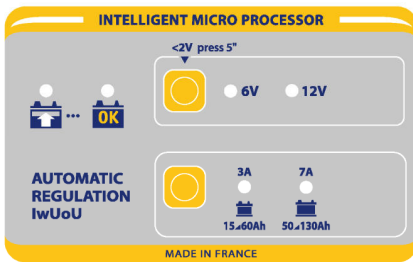 INTELLIGENT MICRO PROCESSOR
<2V press 5"
6V
12V
...
OK
AUTOMATIC
REGULATION
IwUoU
3A
7A
15⊿60Ah
50⊿130Ah
MADE IN FRANCE